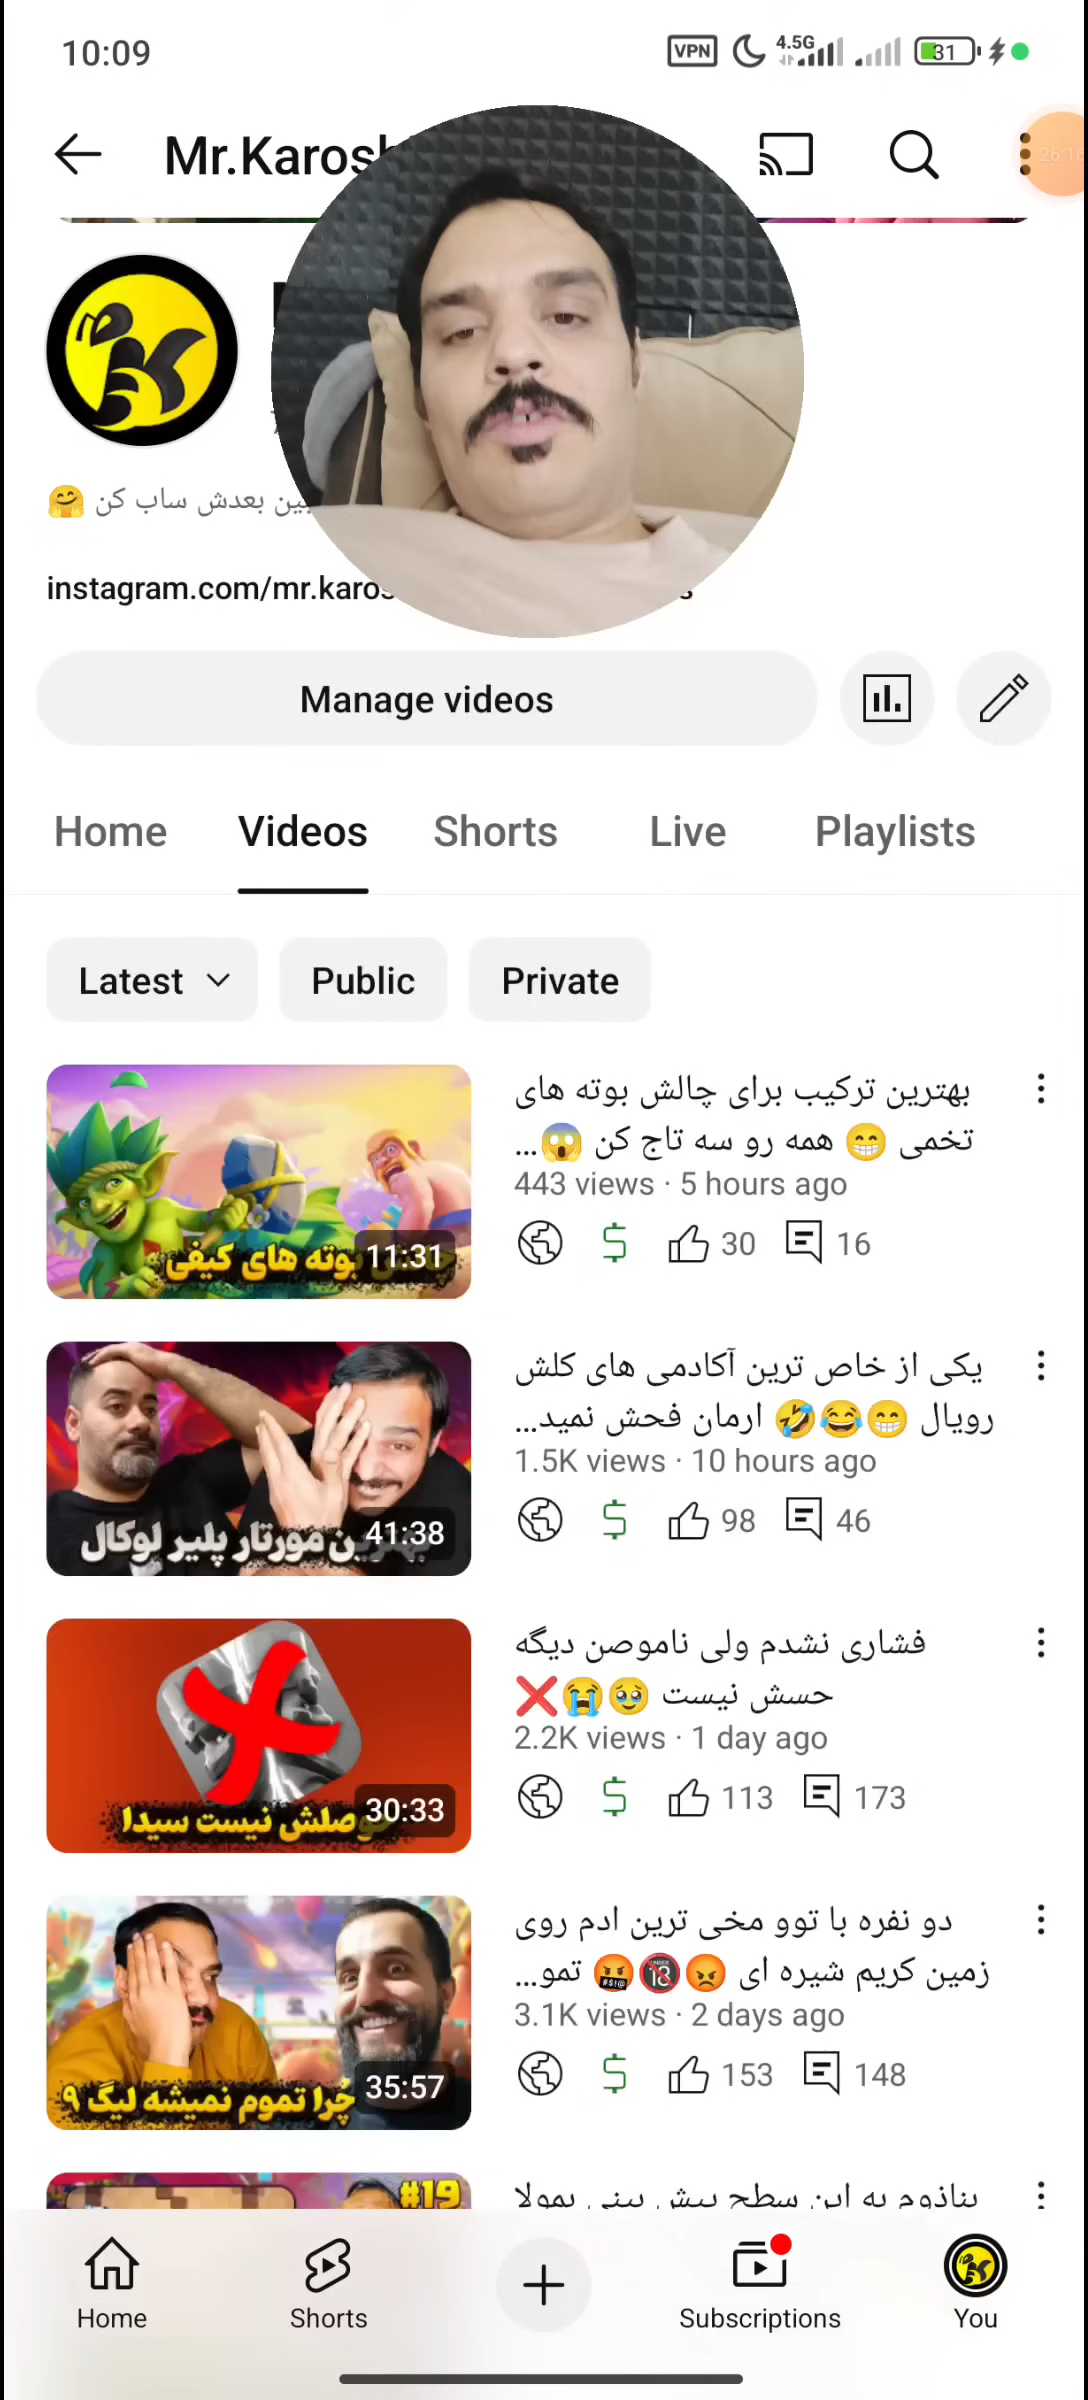 10:09
VPN 4.5G 31
Mr.Karosh
26:1
بین بعدش ساب کن 🤗
instagram.com/mr.karos
Manage videos
Home Videos Shorts Live Playlists
Latest Public Private
بهترین ترکیب برای چالش بوته های
تخمی 😁 همه رو سه تاج کن 😱...
443 views · 5 hours ago
30 16
بوته های کیفی
11:31
یکی از خاص ترین آکادمی های کلش
رویال 😁😂🤣 ارمان فحش نمید...
1.5K views · 10 hours ago
98 46
مورتار پلیر لوکال
41:38
فشاری نشدم ولی ناموصن دیگه
حسش نیست 🥹😭❌
2.2K views · 1 day ago
113 173
نیست سیدا
30:33
دو نفره با توو مخی ترین ادم روی
زمین کریم شیره ای 😡🔞🤬 تمو...
3.1K views · 2 days ago
153 148
چرا تموم نمیشه لیگ ۹
35:57
#19
Home Shorts Subscriptions You